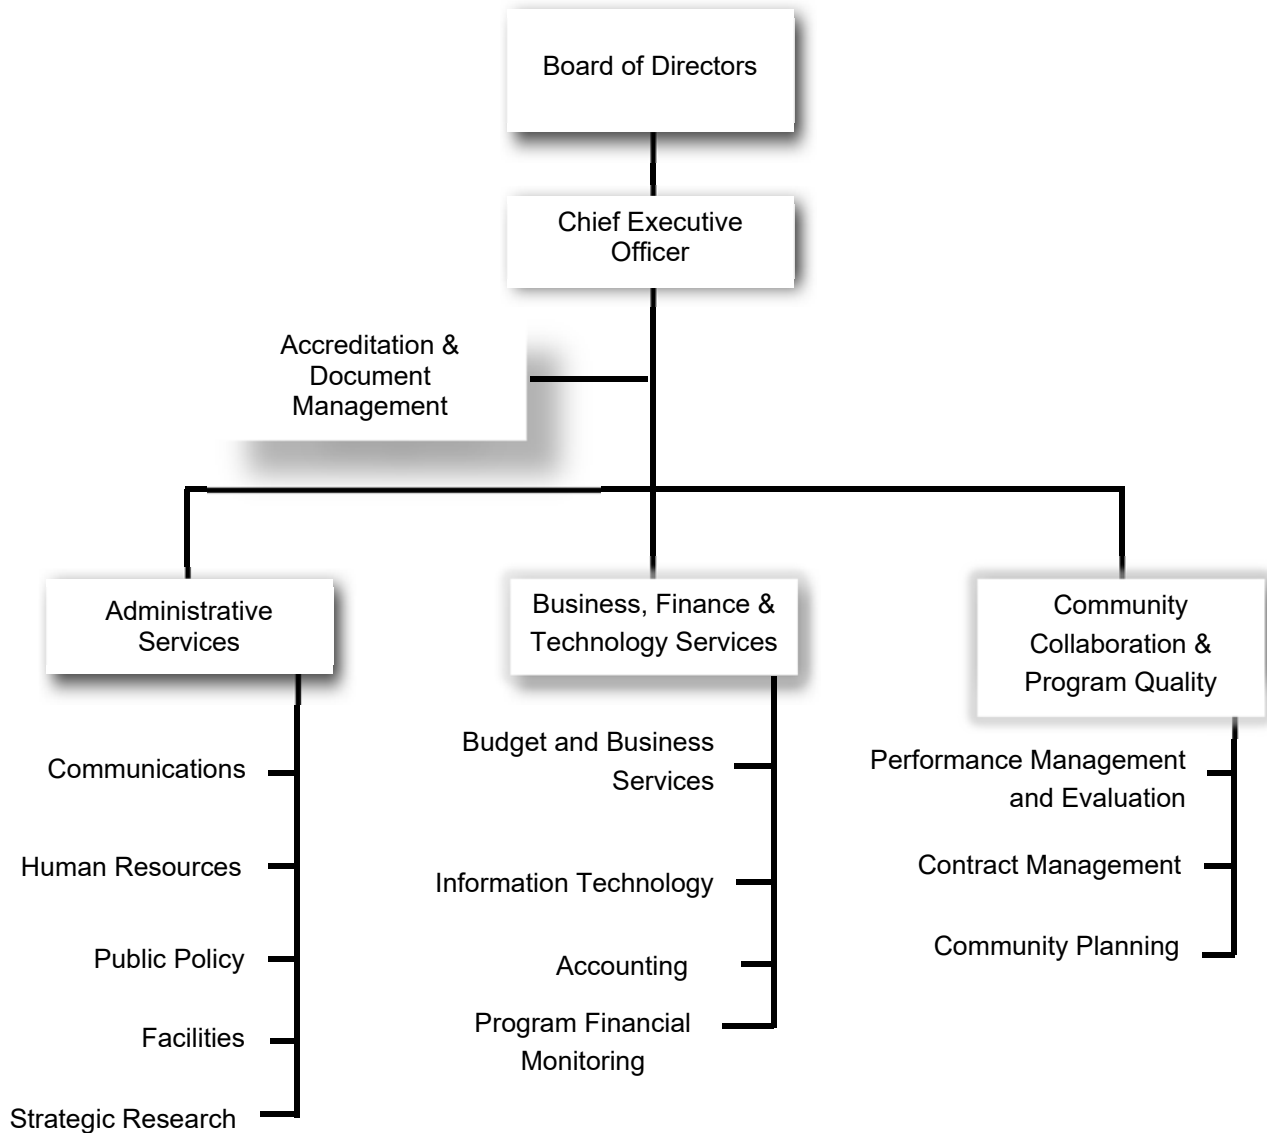 Board of Directors
Chief Executive
Officer
Accreditation &
Document
Management
Administrative
Services
Communications
Human Resources
Public Policy
Facilities
Strategic Research
Business, Finance &
Technology Services
Budget and Business
Services
Information Technology
Accounting
Program Financial
Monitoring
Community
Collaboration &
Program Quality
Performance Management
and Evaluation
Contract Management
Community Planning